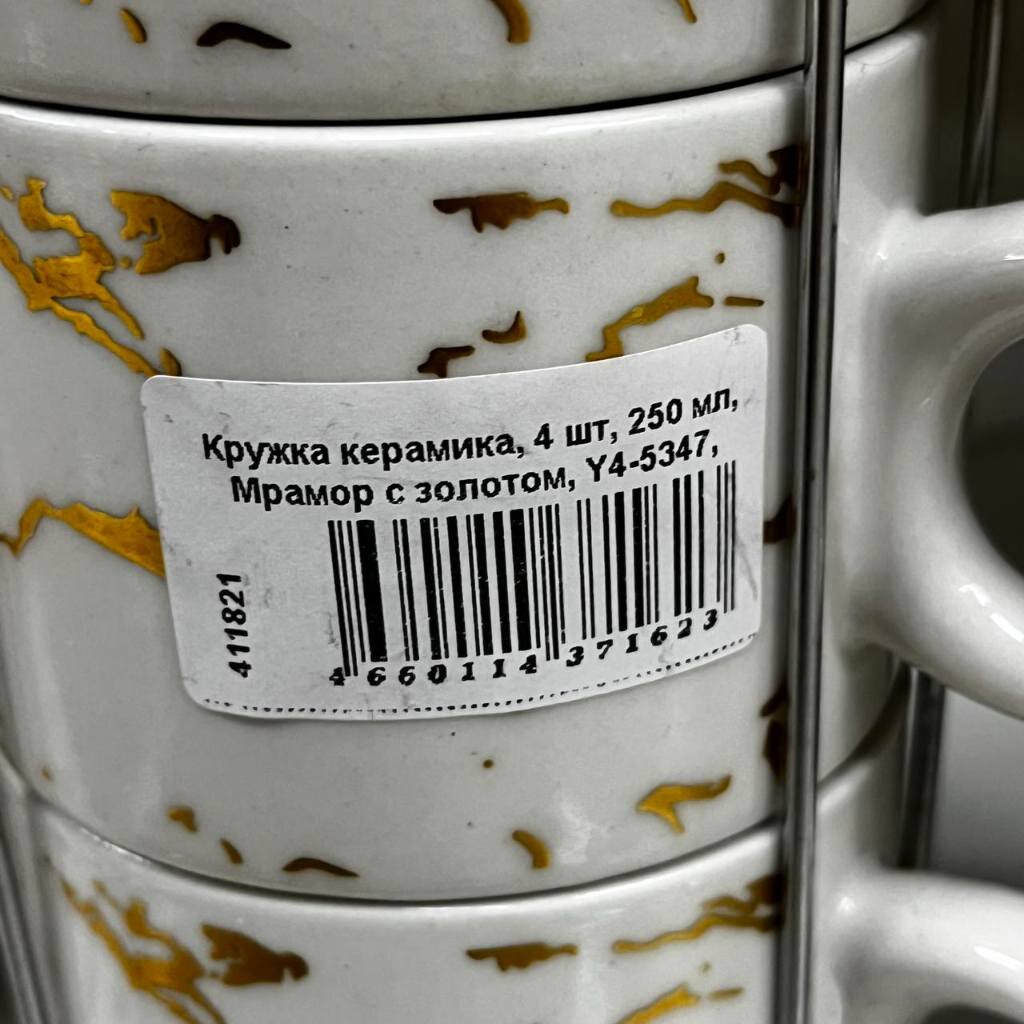 Кружка керамика, 4 шт, 250 мл,
Мрамор с золотом, Y4-5347,
411821
4 660114 371623